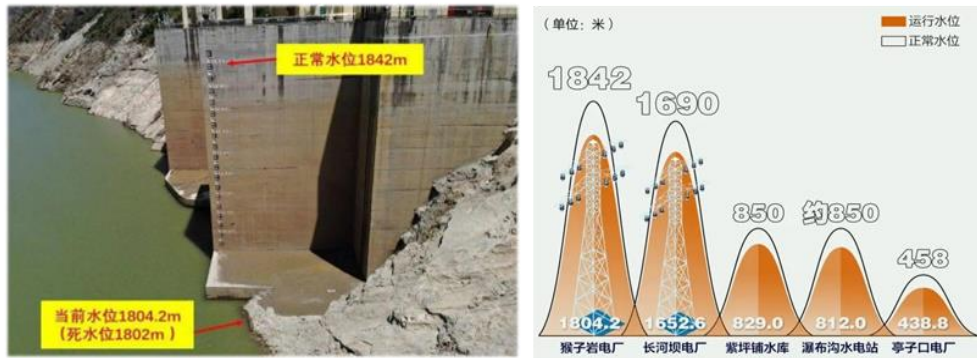 正常水位1842m
当前水位1804.2m
（死水位1802m）
（单位：米）
运行水位
正常水位
1842
1690
850
约850
458
1804.2
1652.6
829.0
812.0
438.8
猴子岩电厂
长河坝电厂
紫坪铺水库
瀑布沟水电站
亭子口电厂